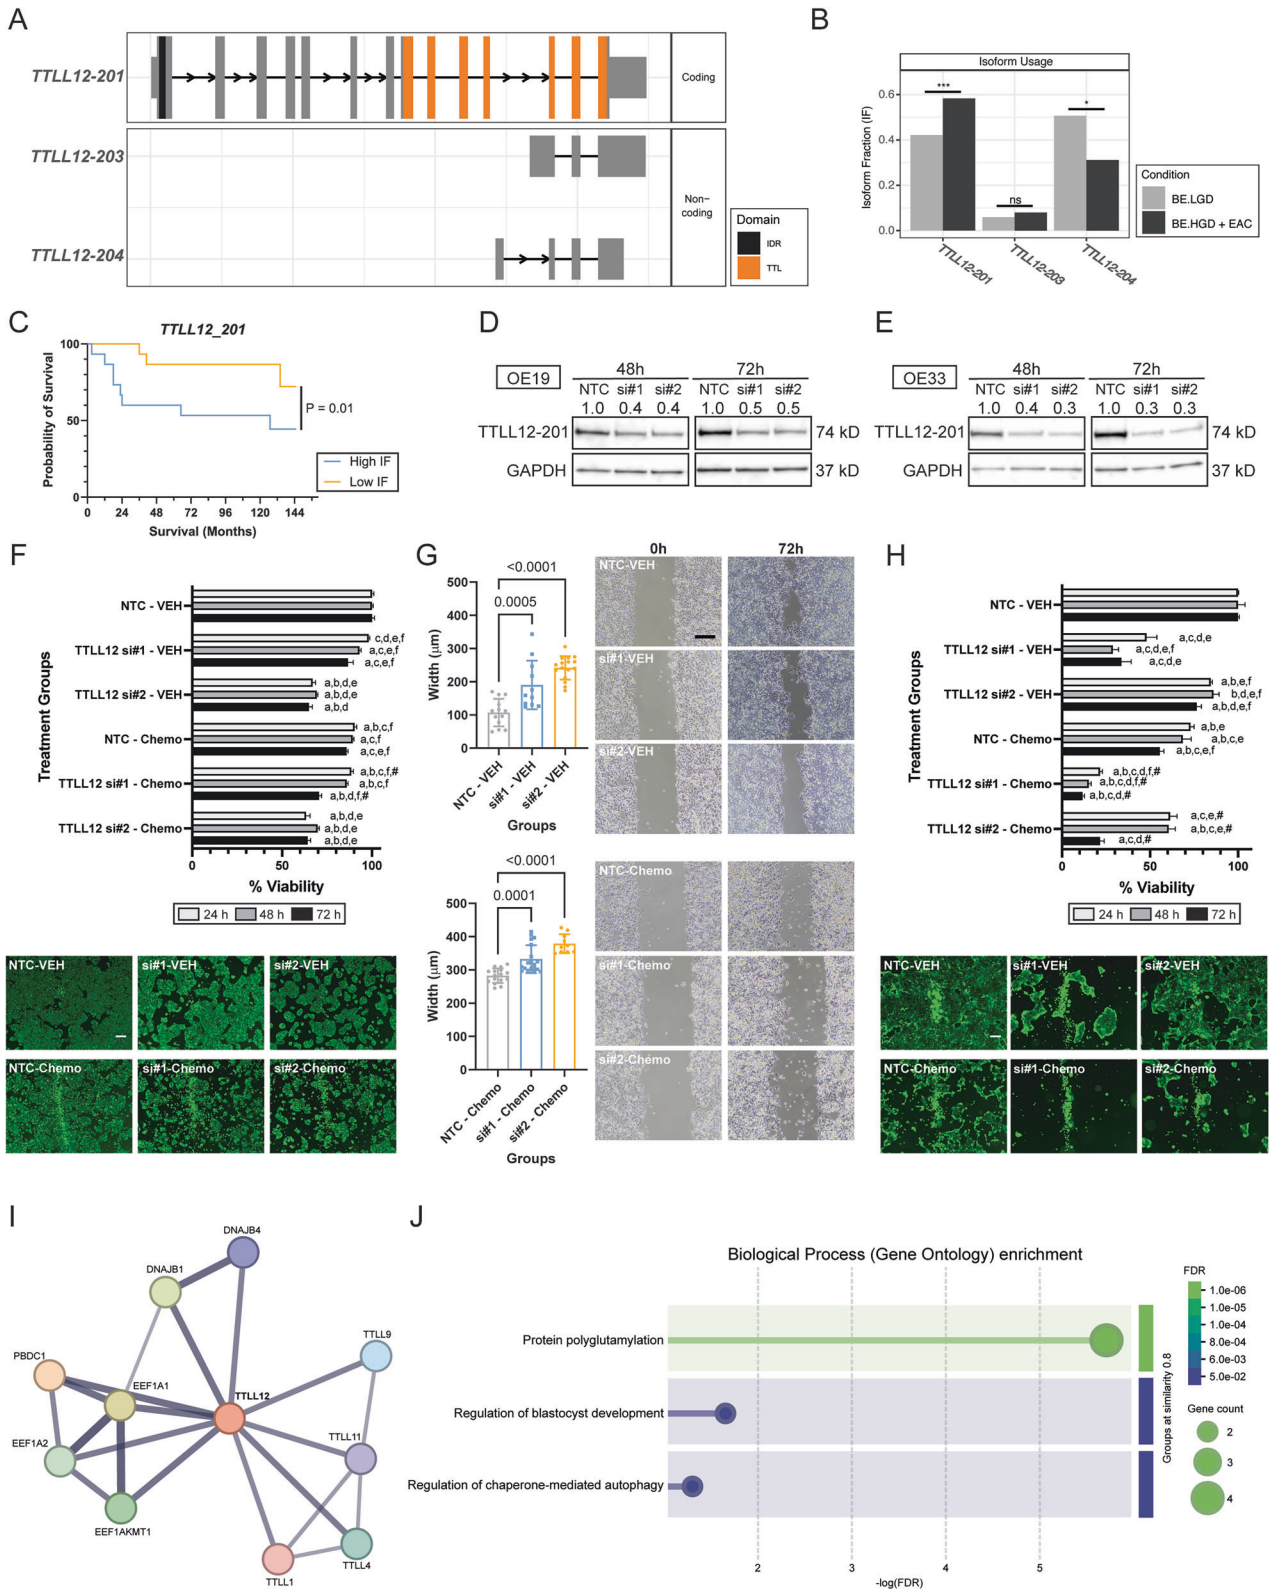 A
TTLL12-201
TTLL12-203
TTLL12-204
Coding
Non-
coding
Domain
IDR
TTL
B
Isoform Usage
Isoform Fraction (IF)
0.6
0.4
0.2
0.0
***
ns
*
TTLL12-201
TTLL12-203
TTLL12-204
Condition
BE.LGD
BE.HGD + EAC
C
TTLL12_201
Probability of Survival
100
50
0
0 24 48 72 96 120 144
Survival (Months)
P = 0.01
High IF
Low IF
D
OE19
48h 72h
NTC si#1 si#2 NTC si#1 si#2
1.0 0.4 0.4 1.0 0.5 0.5
TTLL12-201 74 kD
GAPDH 37 kD
E
OE33
48h 72h
NTC si#1 si#2 NTC si#1 si#2
1.0 0.4 0.3 1.0 0.3 0.3
TTLL12-201 74 kD
GAPDH 37 kD
F
Treatment Groups
NTC - VEH
TTLL12 si#1 - VEH
c,d,e,f
a,c,e,f
a,c,e,f
TTLL12 si#2 - VEH
a,b,d,e
a,b,d,e
a,b,d
NTC - Chemo
a,b,c,f
a,c,f
a,c,e,f
TTLL12 si#1 - Chemo
a,b,c,f,#
a,b,c,f
a,b,d,f,#
TTLL12 si#2 - Chemo
a,b,d,e
a,b,d,e
a,b,d,e
0 50 100
% Viability
24 h 48 h 72 h
NTC-VEH si#1-VEH si#2-VEH
NTC-Chemo si#1-Chemo si#2-Chemo
G
<0.0001
0.0005
Width (μm)
500
400
300
200
100
0
NTC - VEH
si#1 - VEH
si#2 - VEH
Groups
0h 72h
NTC-VEH
si#1-VEH
si#2-VEH
<0.0001
0.0001
Width (μm)
500
400
300
200
100
0
NTC - Chemo
si#1 - Chemo
si#2 - Chemo
Groups
NTC-Chemo
si#1-Chemo
si#2-Chemo
H
Treatment Groups
NTC - VEH
TTLL12 si#1 - VEH
a,c,d,e
a,c,d,e,f
a,c,d,e
TTLL12 si#2 - VEH
a,b,e,f
b,d,e,f
a,b,d,e,f
NTC - Chemo
a,b,e
a,b,c,e
a,b,c,e,f
TTLL12 si#1 - Chemo
a,b,c,d,f,#
a,b,c,d,f,#
a,b,c,d,#
TTLL12 si#2 - Chemo
a,c,e,#
a,b,c,e,#
a,c,d,#
0 50 100
% Viability
24 h 48 h 72 h
NTC-VEH si#1-VEH si#2-VEH
NTC-Chemo si#1-Chemo si#2-Chemo
I
DNAJB4
DNAJB1
TTLL9
PBDC1
EEF1A1
TTLL12
EEF1A2
TTLL11
EEF1AKMT1
TTLL4
TTLL1
J
Biological Process (Gene Ontology) enrichment
Protein polyglutamylation
Regulation of blastocyst development
Regulation of chaperone-mediated autophagy
2 3 4 5
-log(FDR)
Groups at similarity 0.8
FDR
1.0e-06
1.0e-05
1.0e-04
8.0e-04
6.0e-03
5.0e-02
Gene count
2
3
4